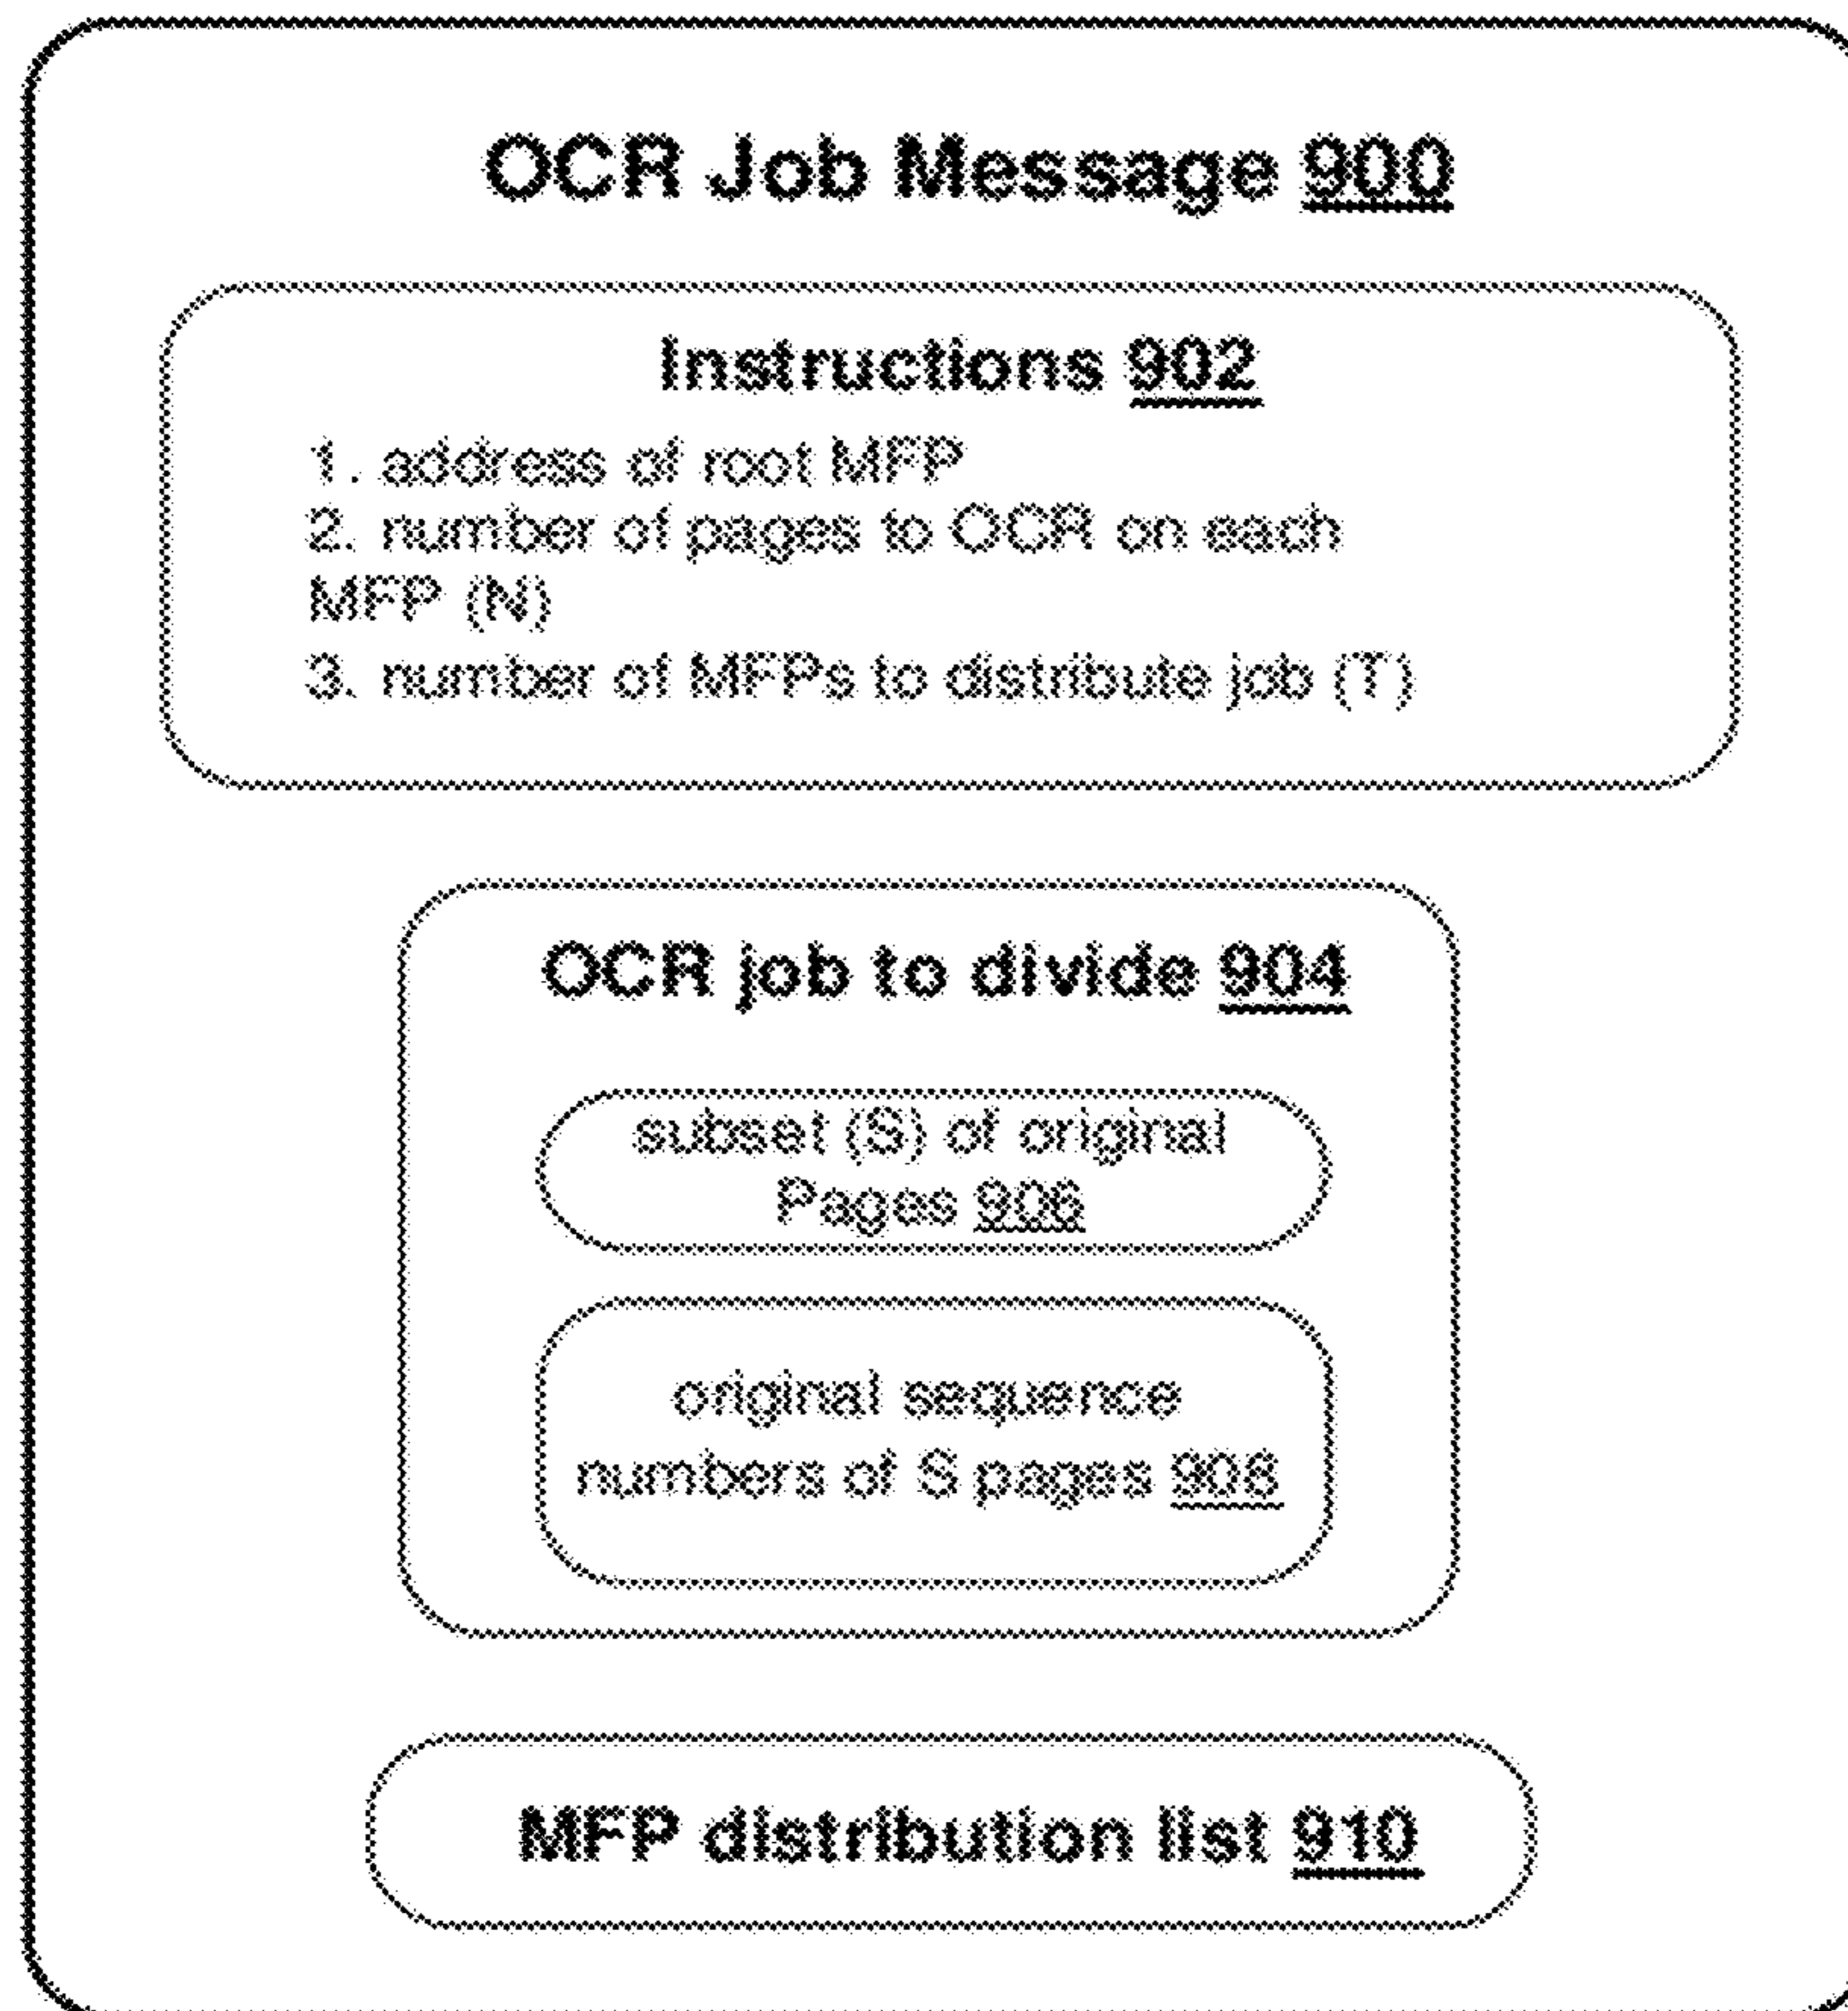 OCR Job Message 900
Instructions 902
1. address of root MFP
2. number of pages to OCR on each
MFP (N)
3. number of MFPs to distribute job (T)
OCR job to divide 904
subset (S) of original
Pages 906
original sequence
numbers of S pages 908
MFP distribution list 910